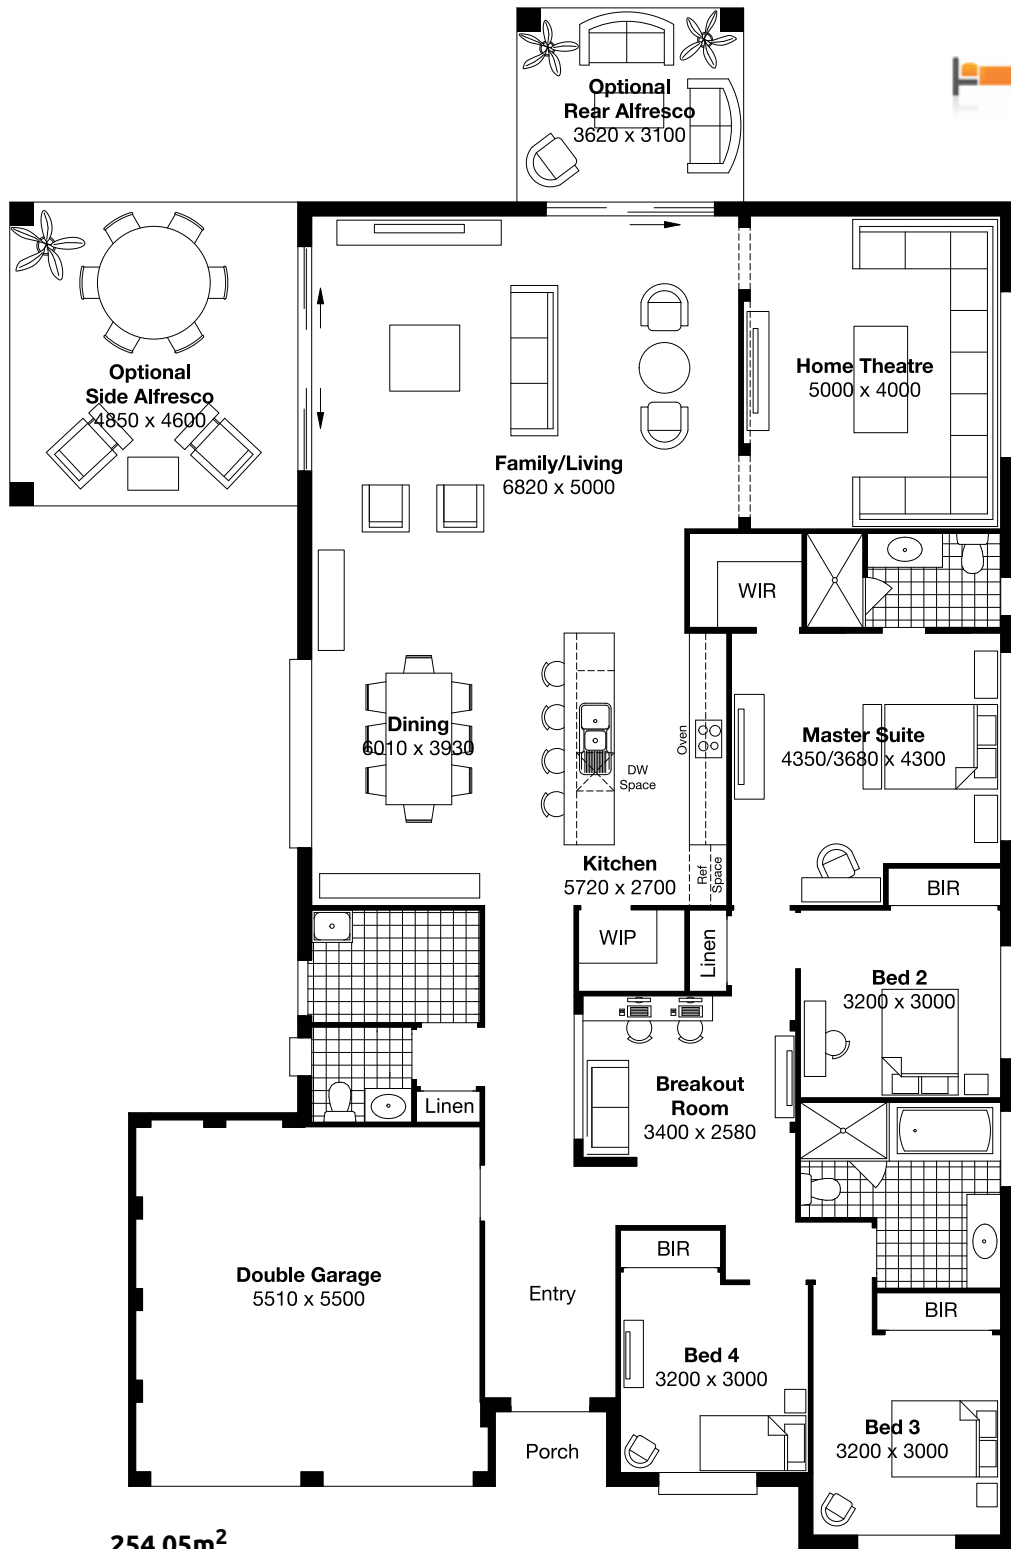 Optional
Rear Alfresco
3620 x 3100
Optional
Side Alfresco
4850 x 4600
Home Theatre
5000 x 4000
Family/Living
6820 x 5000
WIR
Dining
6010 x 3930
Oven
DW
Space
Master Suite
4350/3680 x 4300
Kitchen
5720 x 2700
Ref
Space
BIR
WIP
Linen
Bed 2
3200 x 3000
Breakout
Room
3400 x 2580
Linen
Double Garage
5510 x 5500
BIR
Entry
BIR
Bed 4
3200 x 3000
Bed 3
3200 x 3000
Porch
254.05m²